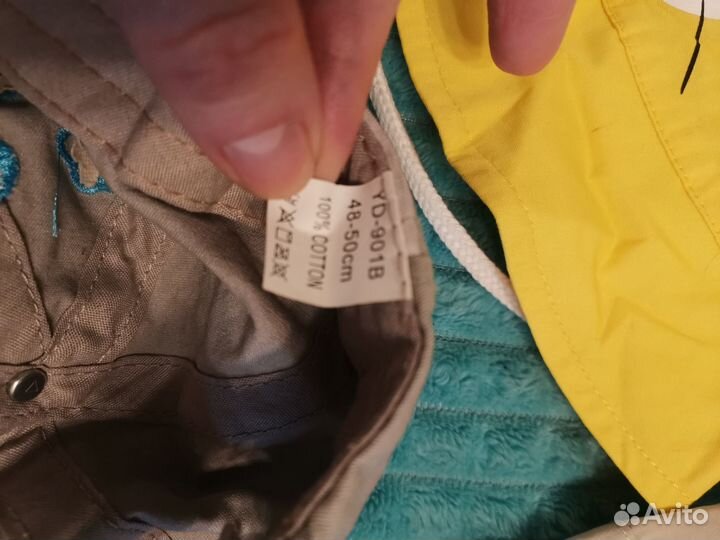 YD-901B
48-50cm
100% COTTON
Avito